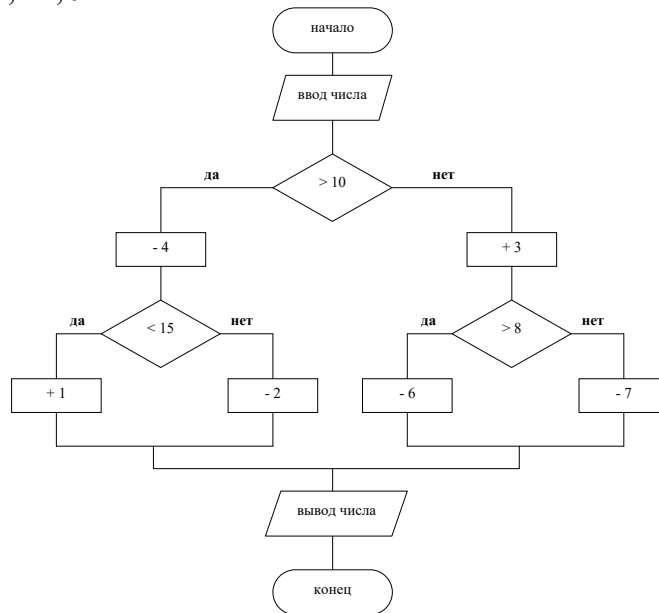 начало
ввод числа
> 10
да
нет
- 4
+ 3
< 15
да
нет
> 8
да
нет
+ 1
- 2
- 6
- 7
вывод числа
конец